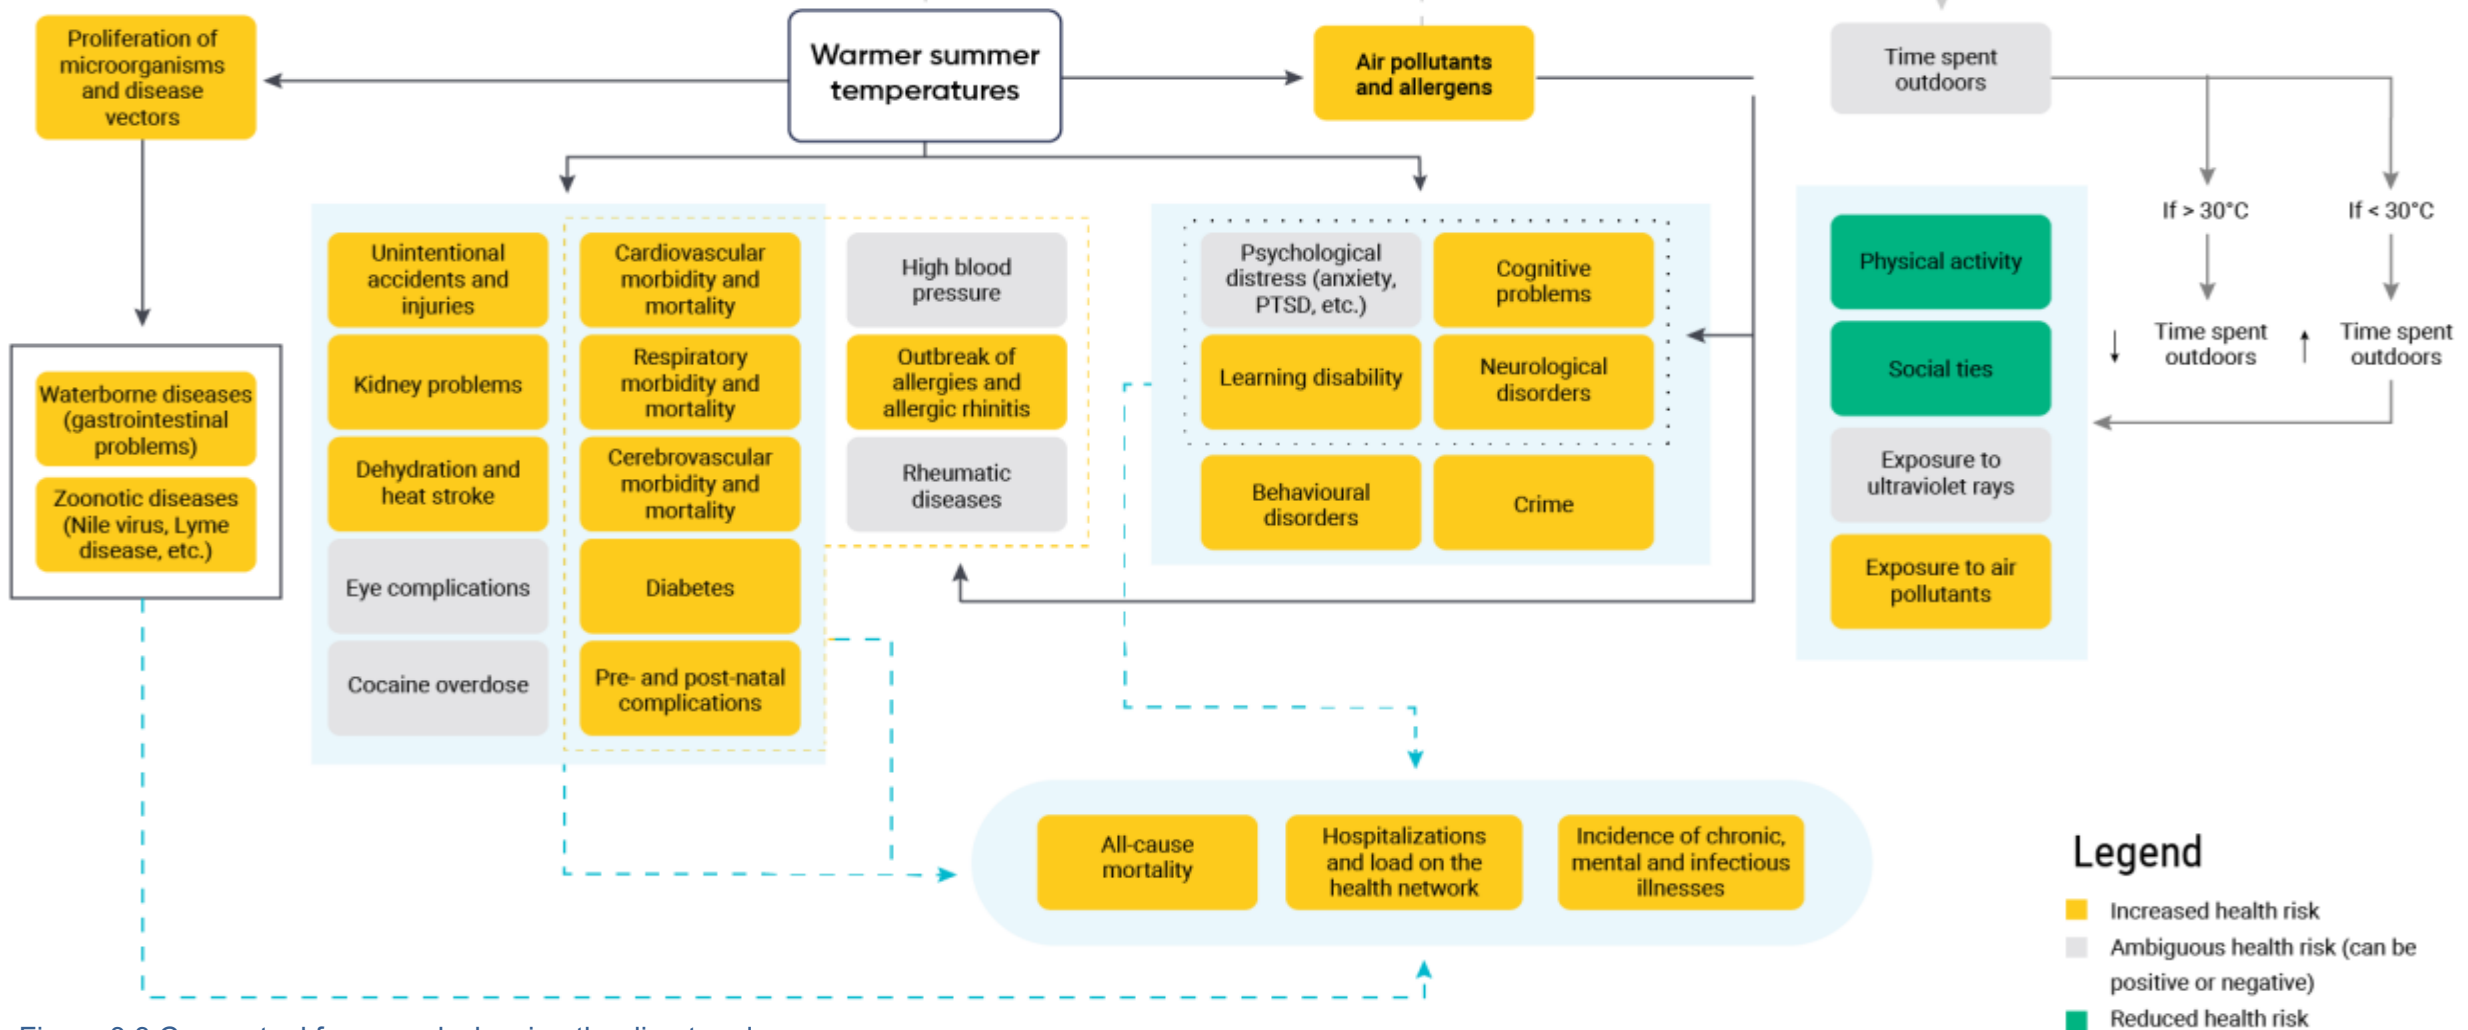 Proliferation of
microorganisms
and disease
vectors
Warmer summer
temperatures
Air pollutants
and allergens
Time spent
outdoors
If > 30°C
If < 30°C
↓ Time spent
outdoors
↑ Time spent
outdoors
Waterborne diseases
(gastrointestinal
problems)
Zoonotic diseases
(Nile virus, Lyme
disease, etc.)
Unintentional
accidents and
injuries
Kidney problems
Dehydration and
heat stroke
Eye complications
Cocaine overdose
Cardiovascular
morbidity and
mortality
Respiratory
morbidity and
mortality
Cerebrovascular
morbidity and
mortality
Diabetes
Pre- and post-natal
complications
High blood
pressure
Outbreak of
allergies and
allergic rhinitis
Rheumatic
diseases
Psychological
distress (anxiety,
PTSD, etc.)
Cognitive
problems
Learning disability
Neurological
disorders
Behavioural
disorders
Crime
Physical activity
Social ties
Exposure to
ultraviolet rays
Exposure to air
pollutants
All-cause
mortality
Hospitalizations
and load on the
health network
Incidence of chronic,
mental and infectious
illnesses
Legend
Increased health risk
Ambiguous health risk (can be
positive or negative)
Reduced health risk